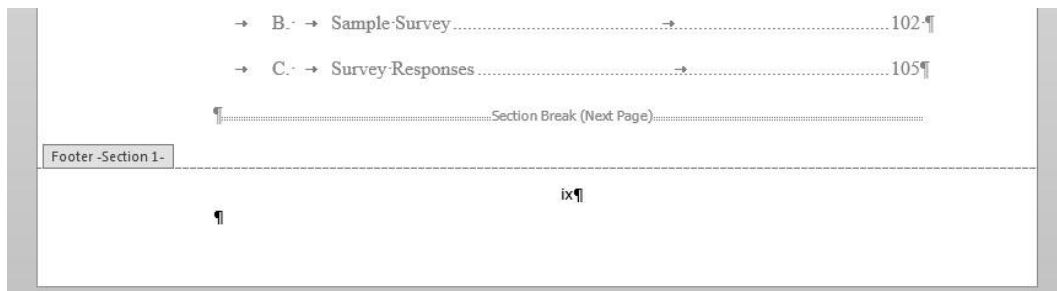 → B.· → Sample·Survey ........................................→........................................ 102·¶
→ C.· → Survey·Responses ........................................→........................................ 105¶
¶........................................Section Break (Next Page)........................................
Footer -Section 1-
ix¶
¶